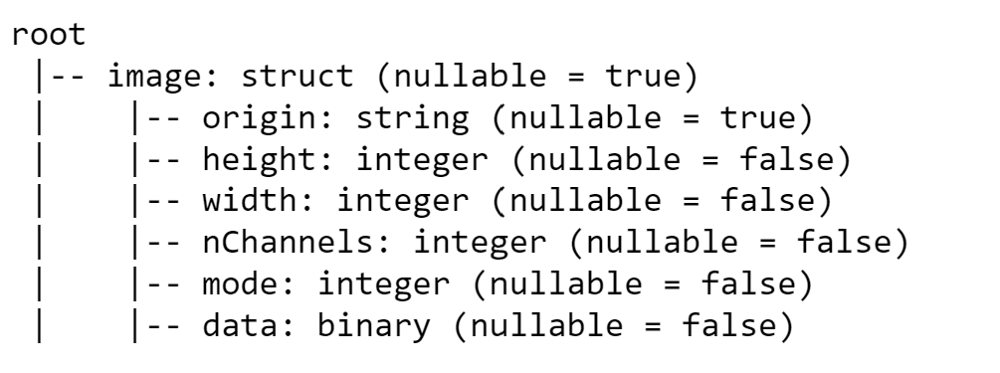 root
 |-- image: struct (nullable = true)
 |    |-- origin: string (nullable = true)
 |    |-- height: integer (nullable = false)
 |    |-- width: integer (nullable = false)
 |    |-- nChannels: integer (nullable = false)
 |    |-- mode: integer (nullable = false)
 |    |-- data: binary (nullable = false)